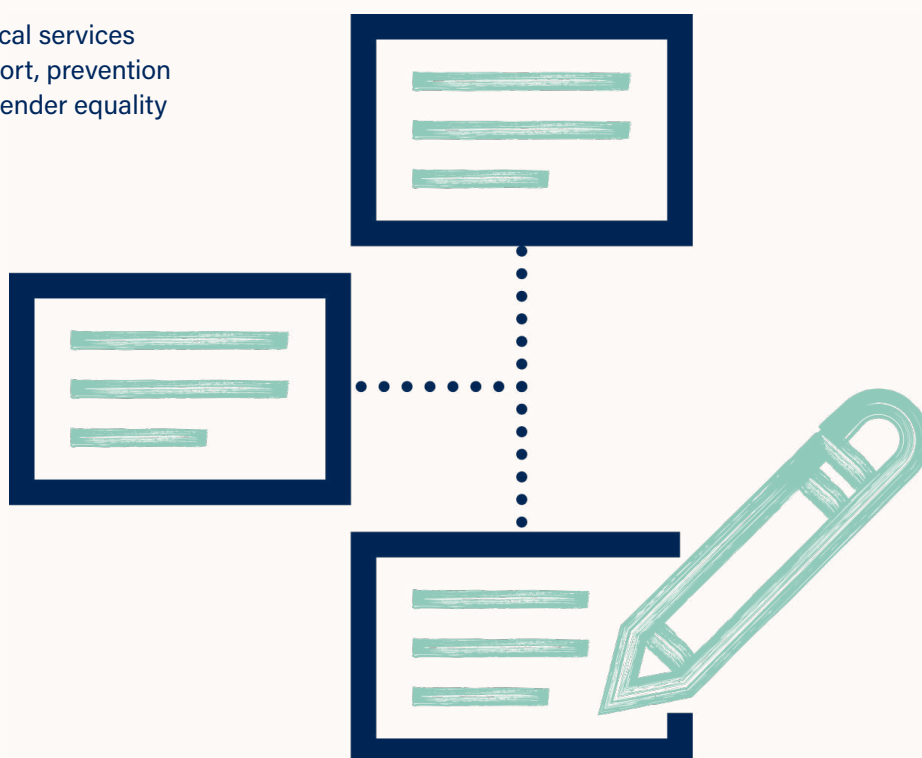 cal services
ort, prevention
ender equality